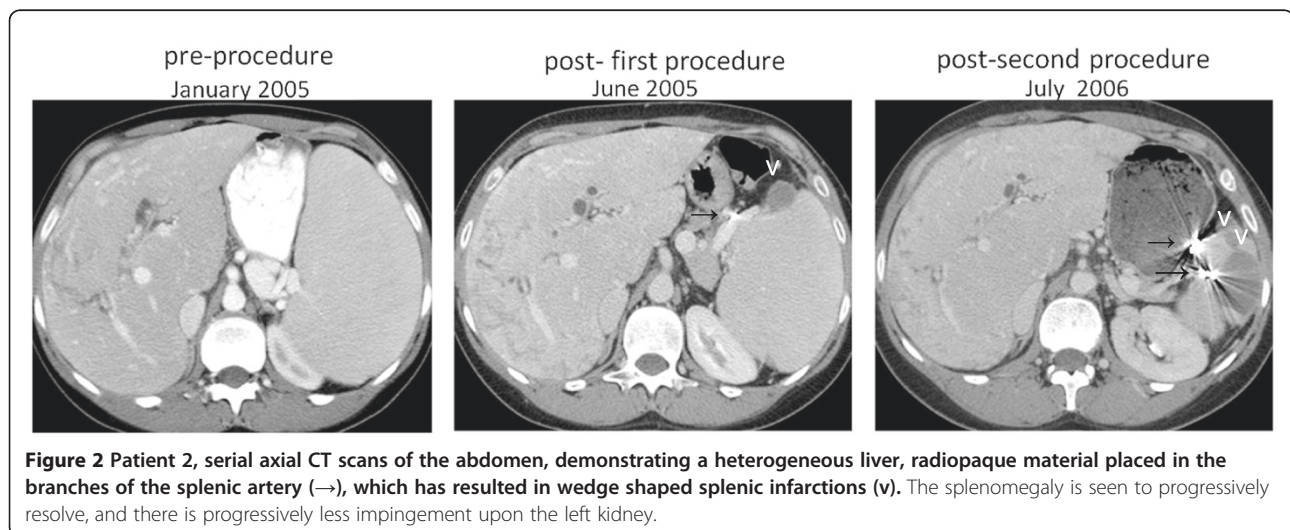 pre-procedure
January 2005
post- first procedure
June 2005
post-second procedure
July 2006
v
→
v
v
→
→
Figure 2 Patient 2, serial axial CT scans of the abdomen, demonstrating a heterogeneous liver, radiopaque material placed in the
branches of the splenic artery (→), which has resulted in wedge shaped splenic infarctions (v). The splenomegaly is seen to progressively
resolve, and there is progressively less impingement upon the left kidney.